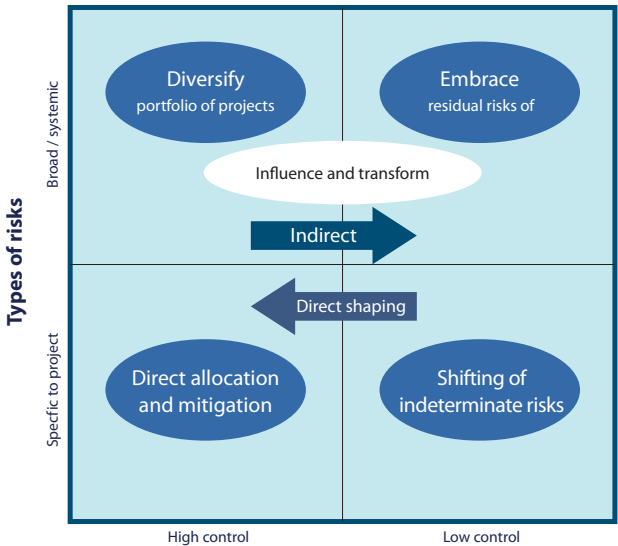 Types of risks
Broad / systemic
Specfic to project
Diversify
portfolio of projects
Embrace
residual risks of
Influence and transform
Indirect
Direct shaping
Direct allocation
and mitigation
Shifting of
indeterminate risks
High control
Low control